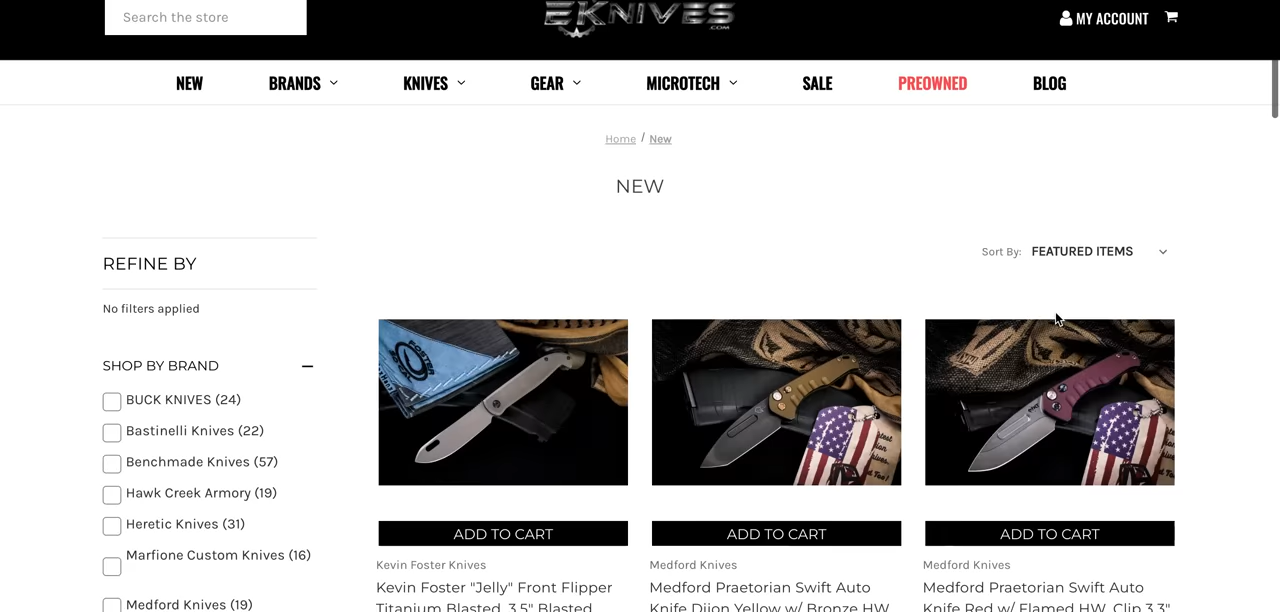 Search the store
EKNIVES
.COM
MY ACCOUNT
NEW
BRANDS
KNIVES
GEAR
MICROTECH
SALE
PREOWNED
BLOG
Home / New
NEW
REFINE BY
No filters applied
SHOP BY BRAND
BUCK KNIVES (24)
Bastinelli Knives (22)
Benchmade Knives (57)
Hawk Creek Armory (19)
Heretic Knives (31)
Marfione Custom Knives (16)
Medford Knives (19)
Sort By: FEATURED ITEMS
FOSTER
ADD TO CART
Kevin Foster Knives
Kevin Foster "Jelly" Front Flipper
Titanium Blasted, 3.5" Blasted
ADD TO CART
Medford Knives
Medford Praetorian Swift Auto
Knife Dijon Yellow w/ Bronze HW,
ADD TO CART
Medford Knives
Medford Praetorian Swift Auto
Knife Red w/ Flamed HW, Clip 3.3"